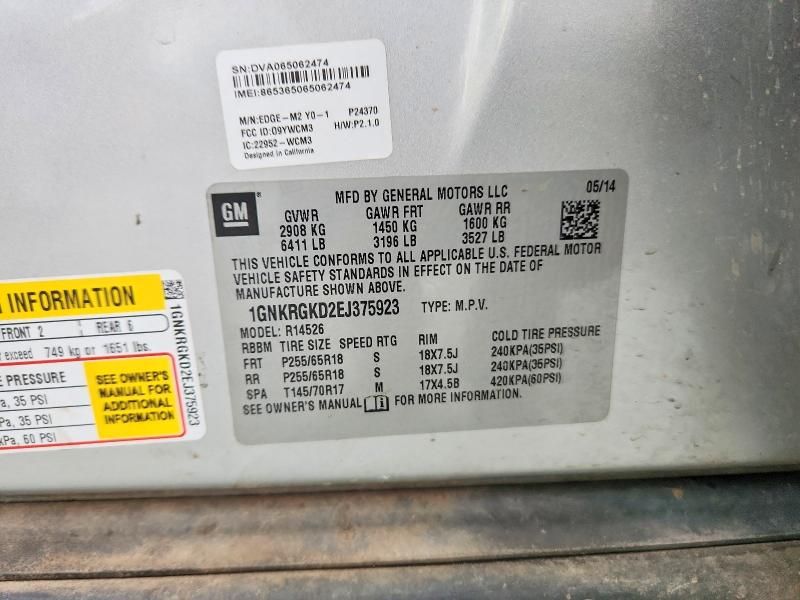 SN:DVA065062474
IMEI:865365065062474
M/N:EDGE-M2 Y0-1 P24370
FCC ID:O9YWCM3 H/W:P2.1.0
IC:22952-WCM3
Designed in California
GM
MFD BY GENERAL MOTORS LLC 05/14
GVWR GAWR FRT GAWR RR
2908 KG 1450 KG 1600 KG
6411 LB 3196 LB 3527 LB
THIS VEHICLE CONFORMS TO ALL APPLICABLE U.S. FEDERAL MOTOR
VEHICLE SAFETY STANDARDS IN EFFECT ON THE DATE OF
MANUFACTURE SHOWN ABOVE.
1GNKRGKD2EJ375923 TYPE: M.P.V.
MODEL: R14526
RBBM TIRE SIZE SPEED RTG RIM COLD TIRE PRESSURE
FRT P255/65R18 S 18X7.5J 240KPA(35PSI)
RR P255/65R18 S 18X7.5J 240KPA(35PSI)
SPA T145/70R17 M 17X4.5B 420KPA(60PSI)
SEE OWNER'S MANUAL FOR MORE INFORMATION.
INFORMATION
FRONT 2 REAR 6
exceed 749 kg or 1651 lbs.
PRESSURE
35 PSI
35 PSI
60 PSI
SEE OWNER'S
MANUAL FOR
ADDITIONAL
INFORMATION
1GNKRGKD2EJ375923